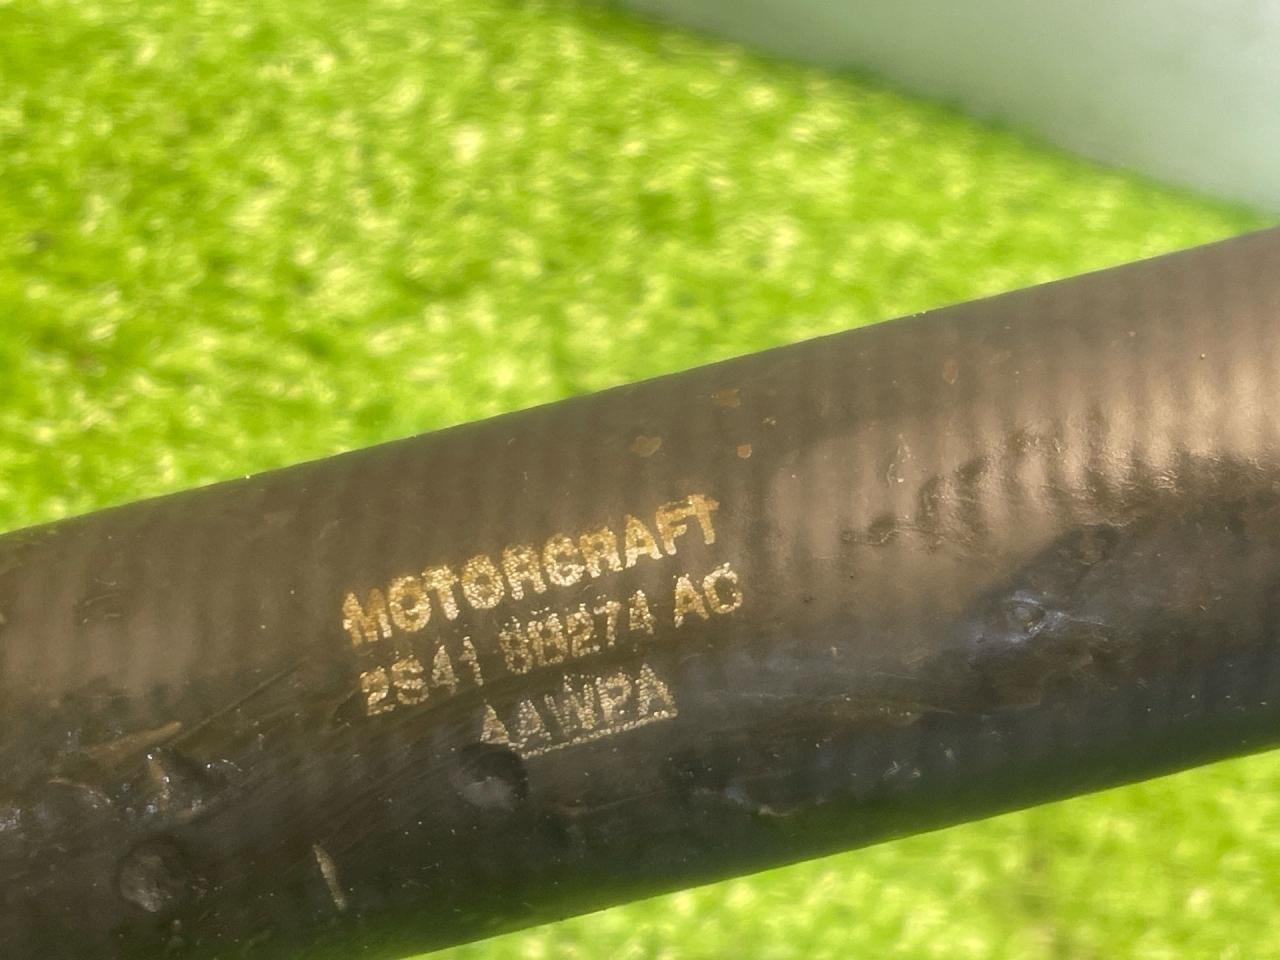 MOTORCRAFT
2S41 8B274 AC
AAWPA